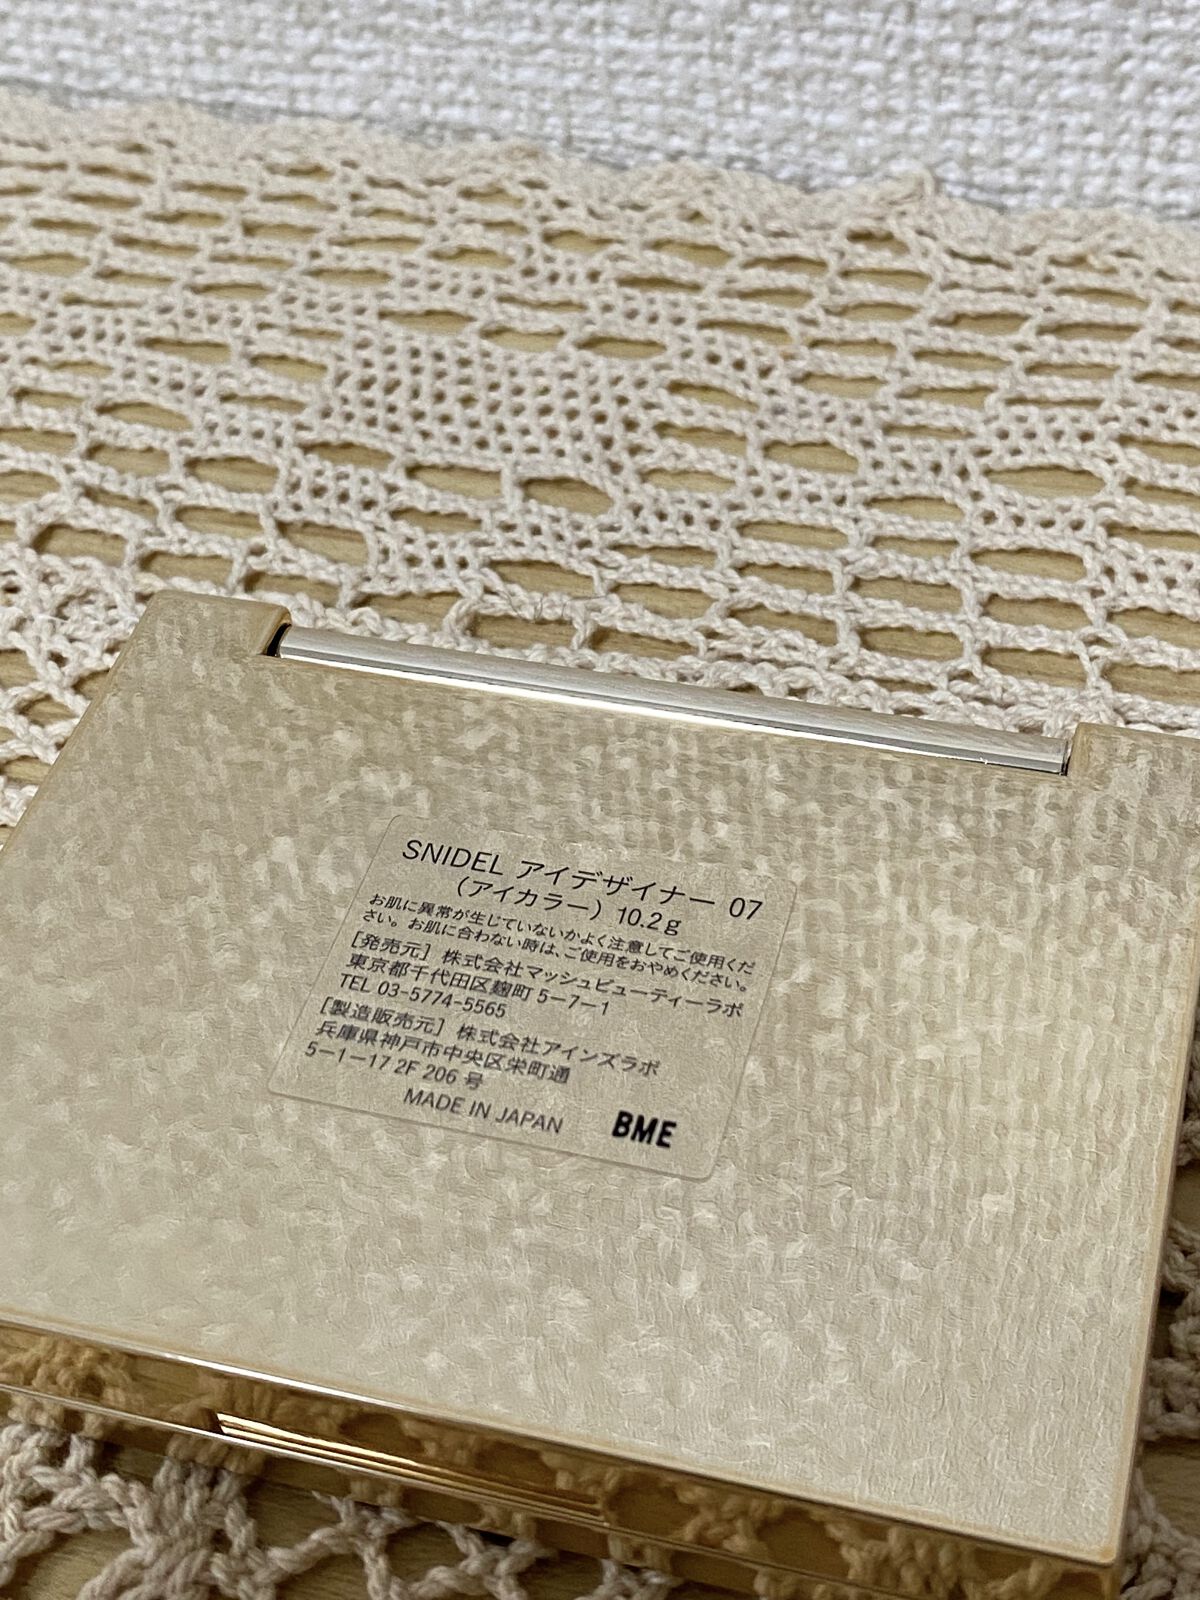 SNIDEL アイデザイナー 07
（アイカラー）10.2g
お肌に異常が生じていないかよく注意してご使用くだ
さい。お肌に合わない時は、ご使用をおやめください。
［発売元］株式会社マッシュビューティーラボ
東京都千代田区麹町 5-7-1
TEL 03-5774-5565
［製造販売元］株式会社アインズラボ
兵庫県神戸市中央区栄町通
5-1-17 2F 206 号
MADE IN JAPAN BME